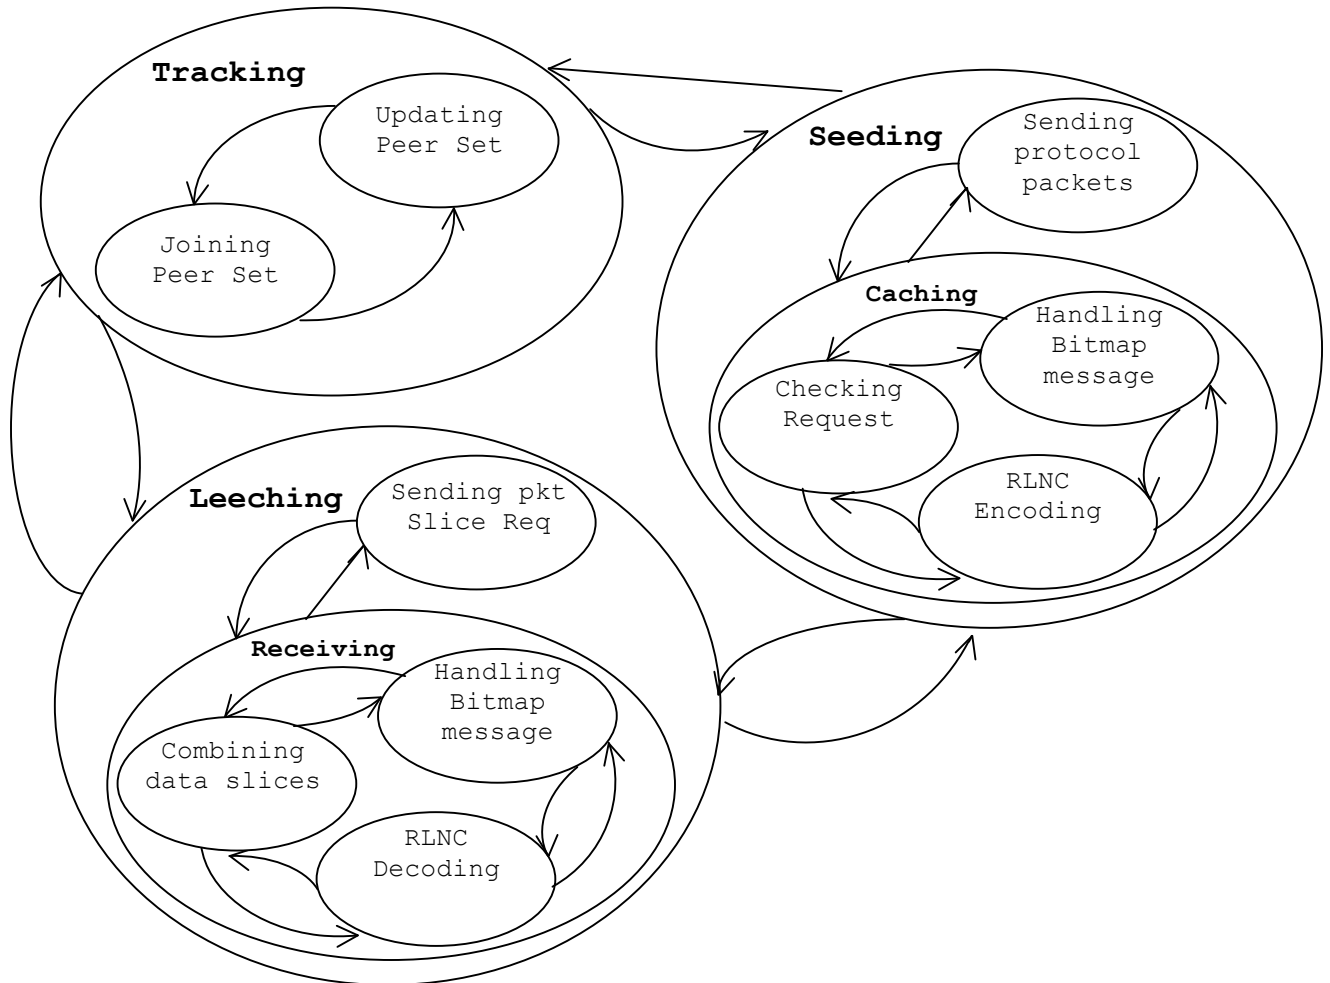 Tracking
Updating
Peer Set
Joining
Peer Set
Seeding
Sending
protocol
packets
Caching
Handling
Bitmap
message
Checking
Request
RLNC
Encoding
Leeching
Sending pkt
Slice Req
Receiving
Handling
Bitmap
message
Combining
data slices
RLNC
Decoding